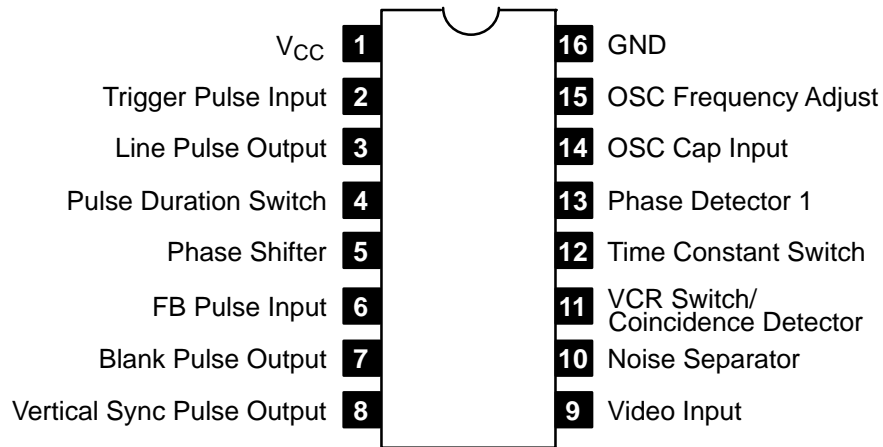 VCC 1 16 GND
Trigger Pulse Input 2 15 OSC Frequency Adjust
Line Pulse Output 3 14 OSC Cap Input
Pulse Duration Switch 4 13 Phase Detector 1
Phase Shifter 5 12 Time Constant Switch
FB Pulse Input 6 11 VCR Switch/
Coincidence Detector
Blank Pulse Output 7 10 Noise Separator
Vertical Sync Pulse Output 8 9 Video Input